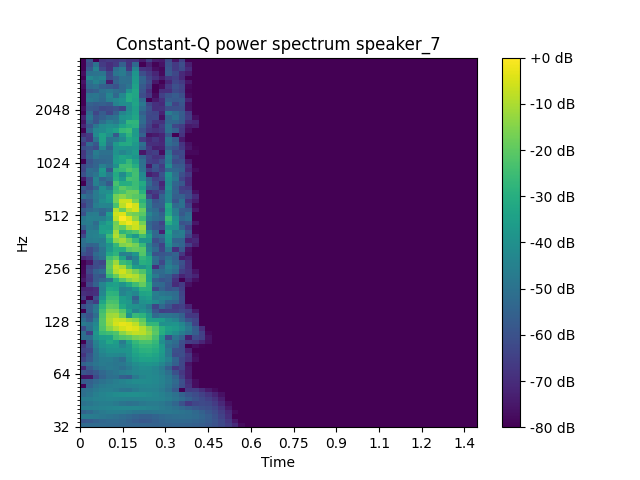 Constant-Q power spectrum speaker_7
Hz
2048
1024
512
256
128
64
32
0 0.15 0.3 0.45 0.6 0.75 0.9 1.1 1.2 1.4
Time
+0 dB
-10 dB
-20 dB
-30 dB
-40 dB
-50 dB
-60 dB
-70 dB
-80 dB